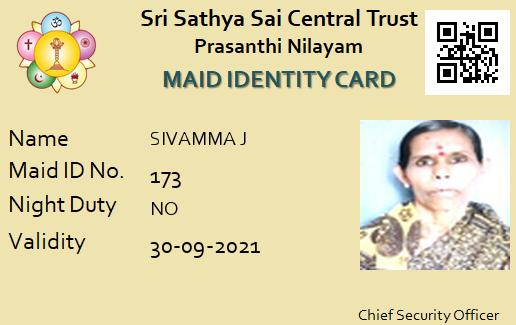 Sri Sathya Sai Central Trust
Prasanthi Nilayam
MAID IDENTITY CARD
Name SIVAMMA J
Maid ID No. 173
Night Duty NO
Validity 30-09-2021
Chief Security Officer